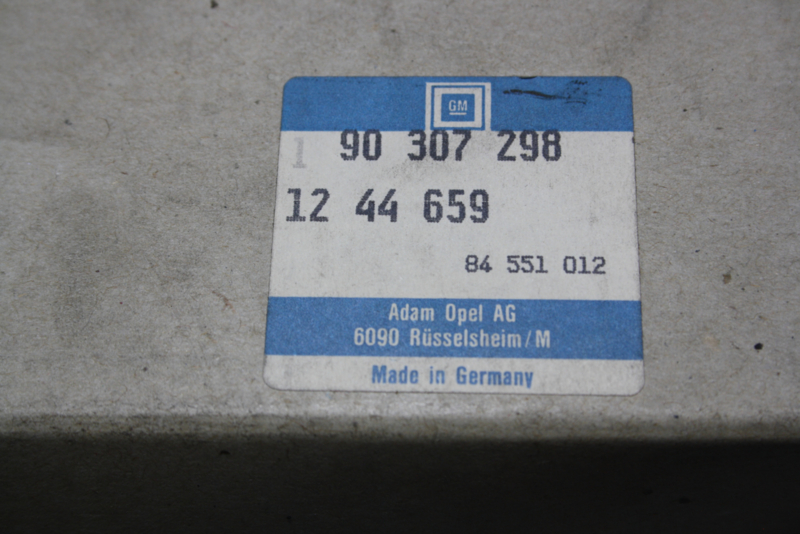 GM
1 90 307 298
12 44 659
84 551 012
Adam Opel AG
6090 Rüsselsheim/M
Made in Germany